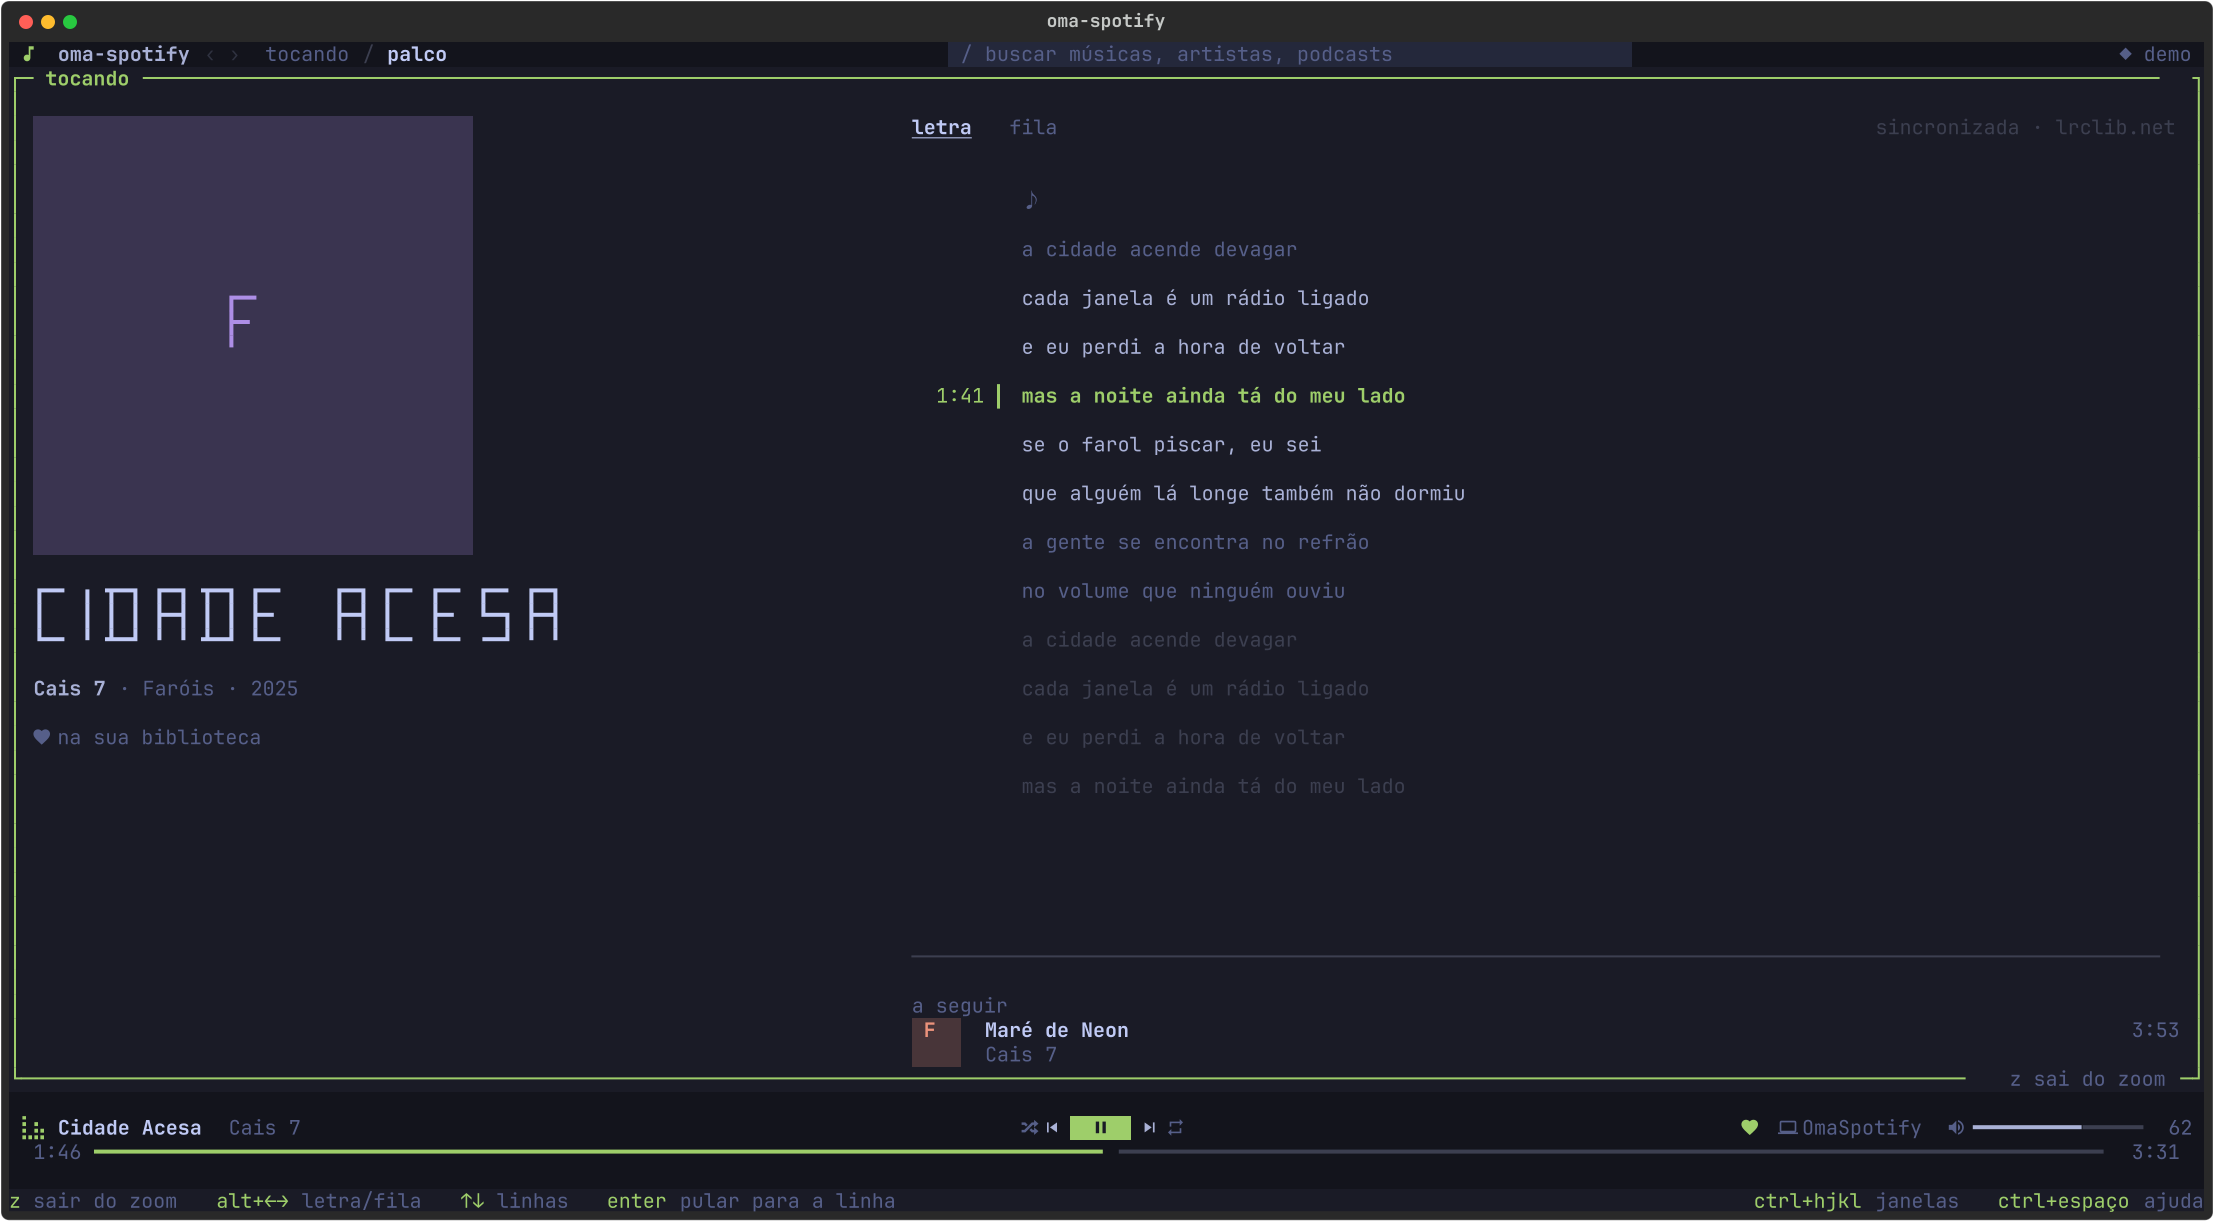 oma-spotify
oma-spotify ‹ › tocando / palco
/ buscar músicas, artistas, podcasts
◆ demo
tocando
F
CIDADE ACESA
Cais 7 · Faróis · 2025
♥ na sua biblioteca
letra fila
sincronizada · lrclib.net
♪
a cidade acende devagar
cada janela é um rádio ligado
e eu perdi a hora de voltar
1:41 mas a noite ainda tá do meu lado
se o farol piscar, eu sei
que alguém lá longe também não dormiu
a gente se encontra no refrão
no volume que ninguém ouviu
a cidade acende devagar
cada janela é um rádio ligado
e eu perdi a hora de voltar
mas a noite ainda tá do meu lado
a seguir
F
Maré de Neon 3:53
Cais 7
z sai do zoom
Cidade Acesa Cais 7
OmaSpotify 62
1:46 3:31
z sair do zoom alt+←→ letra/fila ↑↓ linhas enter pular para a linha ctrl+hjkl janelas ctrl+espaço ajuda